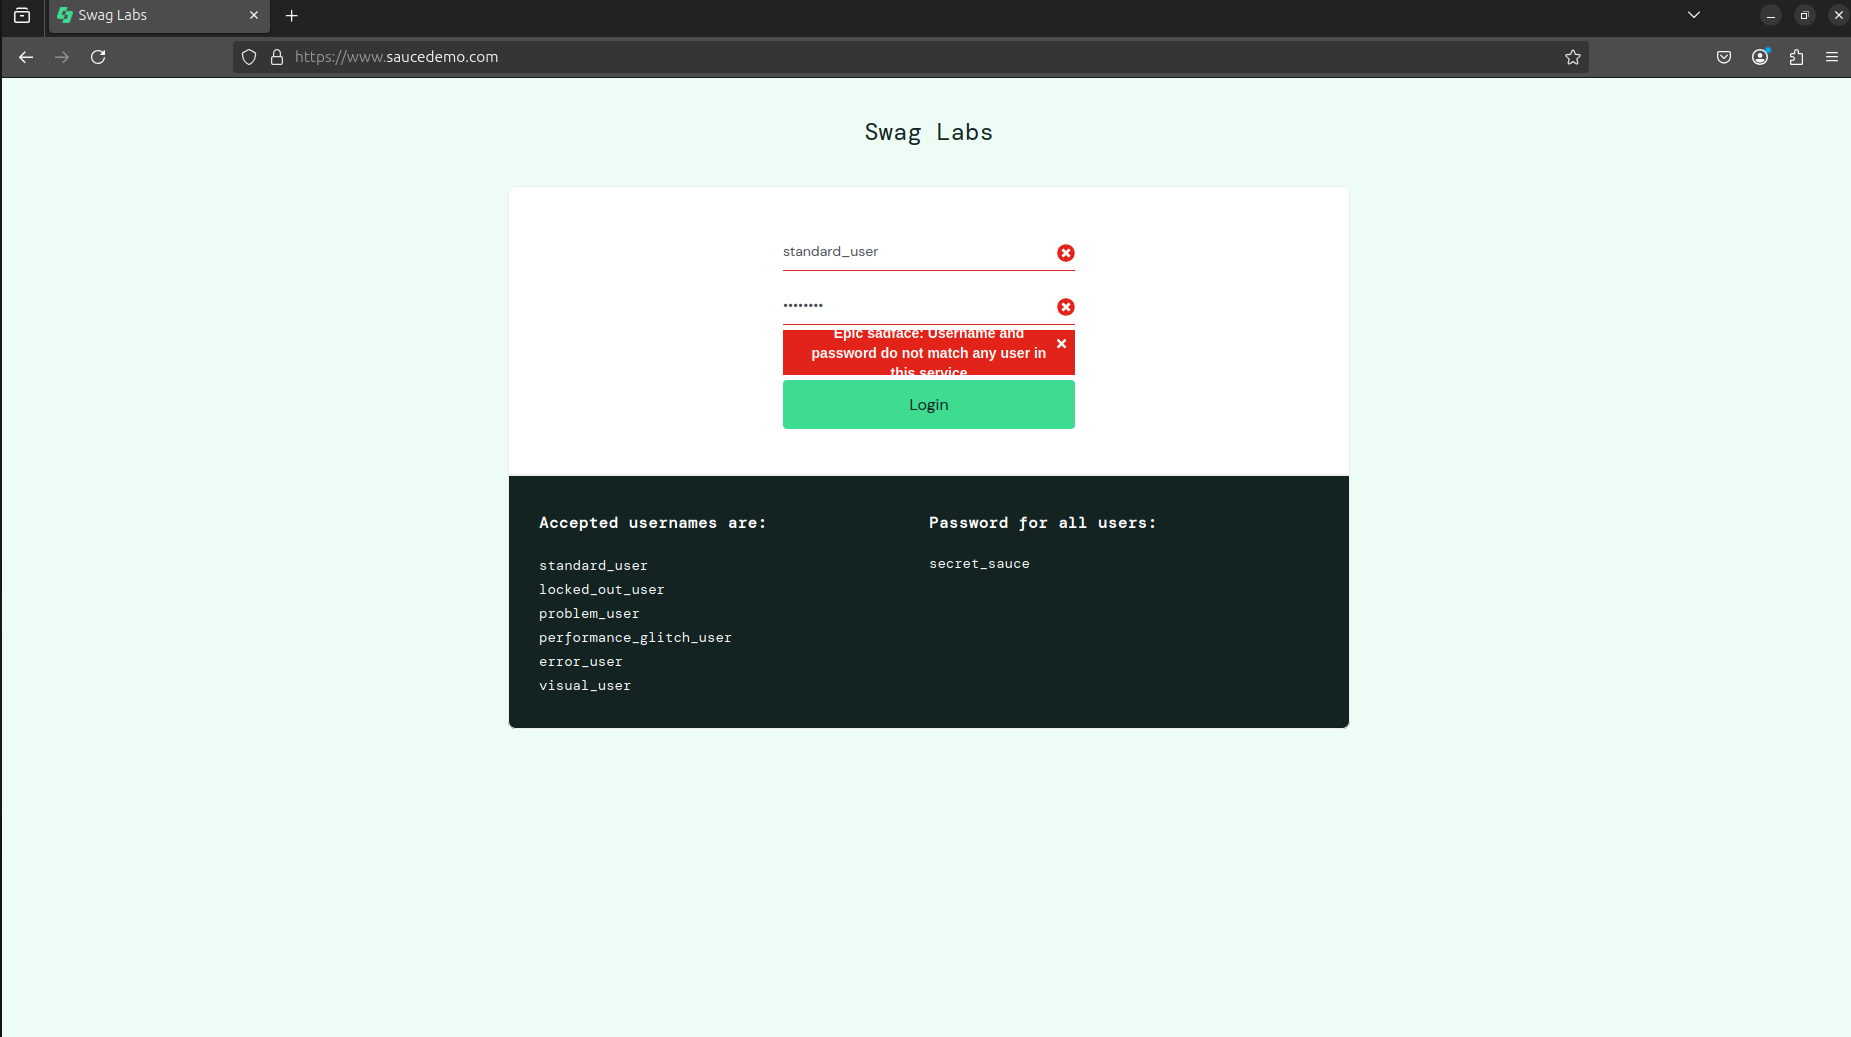 Swag Labs
https://www.saucedemo.com
Swag Labs
standard_user
••••••••
Epic sadface: Username and
password do not match any user in
this service
Login
Accepted usernames are:
standard_user
locked_out_user
problem_user
performance_glitch_user
error_user
visual_user
Password for all users:
secret_sauce